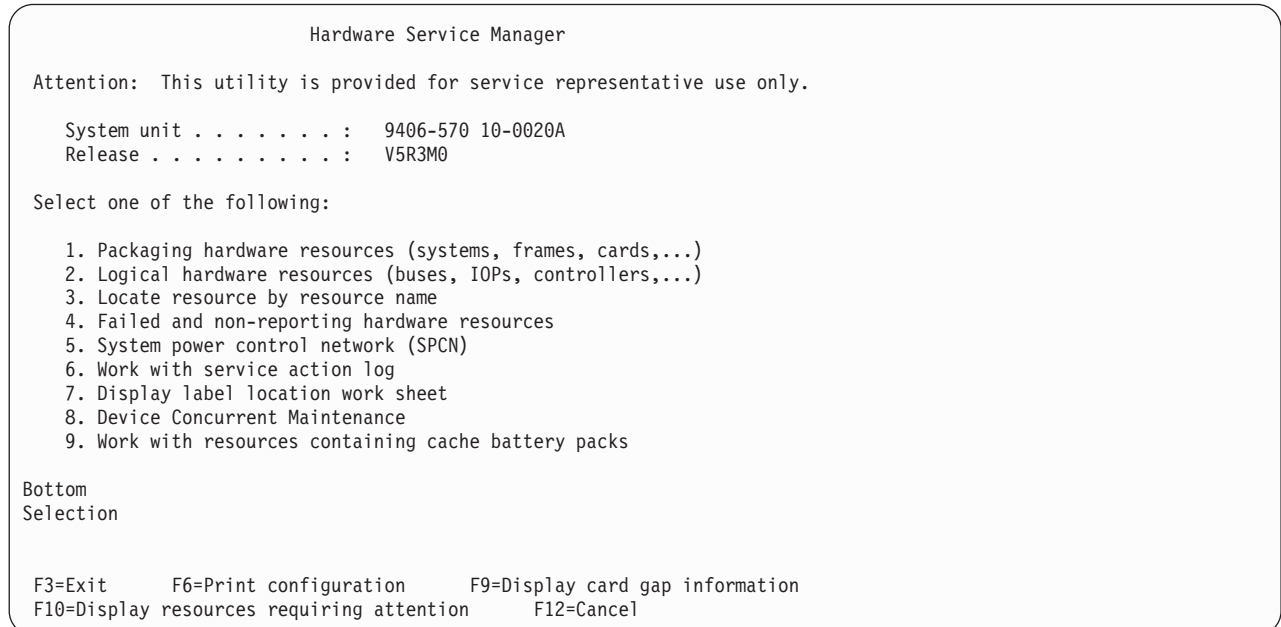 Hardware Service Manager
Attention:  This utility is provided for service representative use only.
System unit . . . . . . . :   9406-570 10-0020A
Release . . . . . . . . . :   V5R3M0
Select one of the following:
1. Packaging hardware resources (systems, frames, cards,...)
2. Logical hardware resources (buses, IOPs, controllers,...)
3. Locate resource by resource name
4. Failed and non-reporting hardware resources
5. System power control network (SPCN)
6. Work with service action log
7. Display label location work sheet
8. Device Concurrent Maintenance
9. Work with resources containing cache battery packs
Bottom
Selection
F3=Exit      F6=Print configuration      F9=Display card gap information
F10=Display resources requiring attention      F12=Cancel